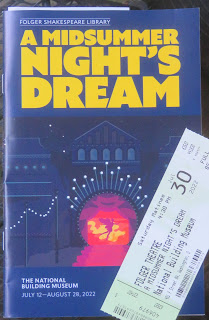 FOLGER SHAKESPEARE LIBRARY
A MIDSUMMER
NIGHT'S
DREAM
THE NATIONAL
BUILDING MUSEUM
JULY 12–AUGUST 28, 2022
30
2022
Saturday Matinee
FOLGER THEATRE
A MIDSUMMER NIGHT'S DREAM
National Building Museum